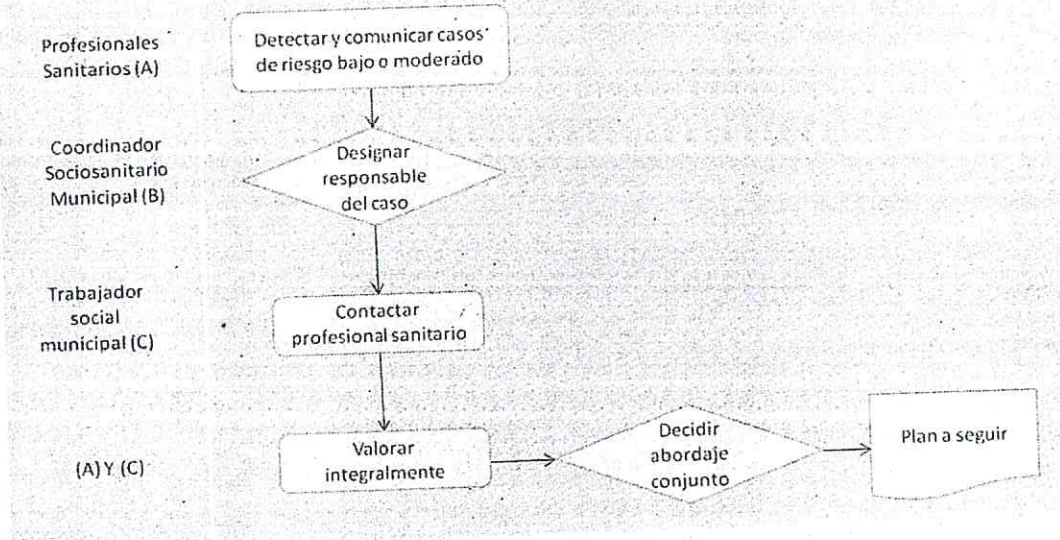 Profesionales
Sanitarios (A)
Detectar y comunicar casos
de riesgo bajo o moderado
Coordinador
Sociosanitario
Municipal (B)
Designar
responsable
del caso
Trabajador
social
municipal (C)
Contactar
profesional sanitario
(A) Y (C)
Valorar
integralmente
Decidir
abordaje
conjunto
Plan a seguir